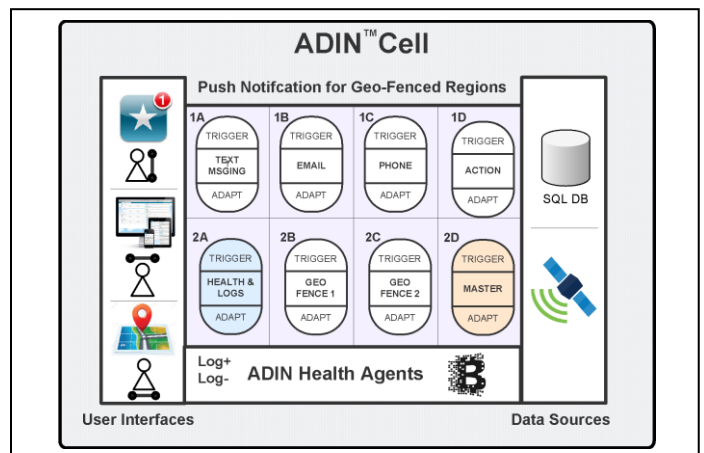 ADIN™Cell
Push Notifcation for Geo-Fenced Regions
1
1A
TRIGGER
TEXT
MSGING
ADAPT
1B
TRIGGER
EMAIL
ADAPT
1C
TRIGGER
PHONE
ADAPT
1D
TRIGGER
ACTION
ADAPT
SQL DB
2A
TRIGGER
HEALTH &
LOGS
ADAPT
2B
TRIGGER
GEO
FENCE 1
ADAPT
2C
TRIGGER
GEO
FENCE 2
ADAPT
2D
TRIGGER
MASTER
ADAPT
Log+
Log-
ADIN Health Agents
User Interfaces
Data Sources